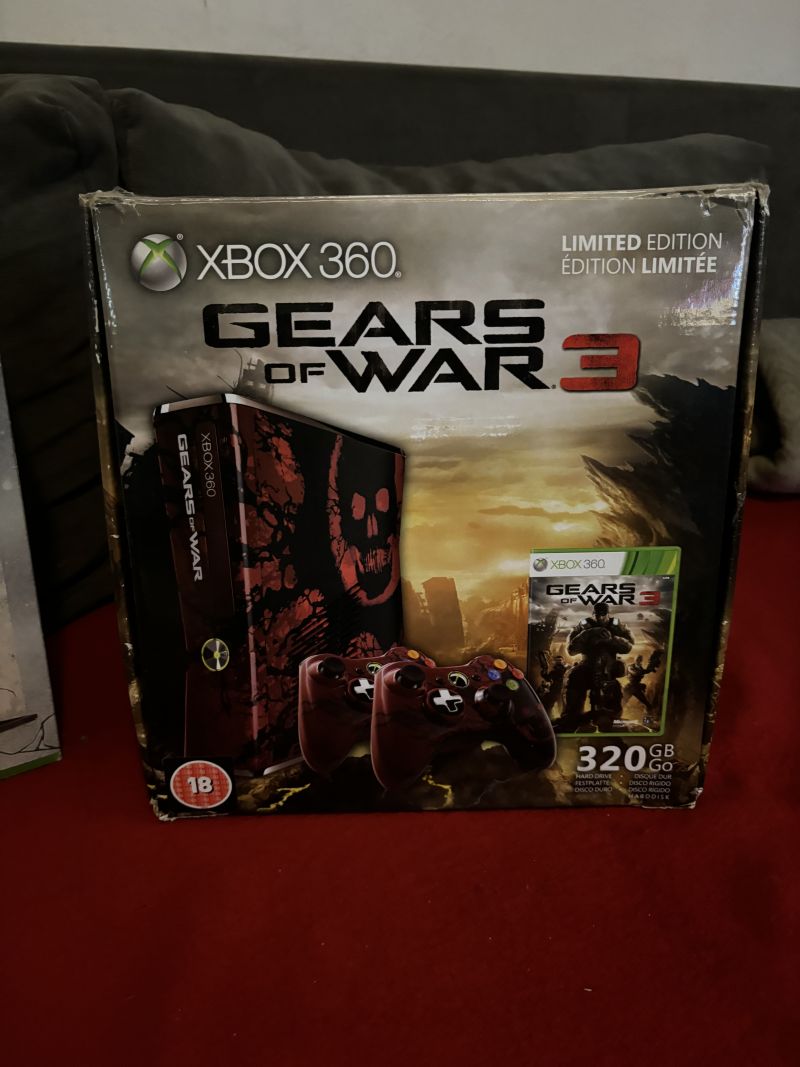 XBOX 360®
LIMITED EDITION
ÉDITION LIMITÉE
GEARS
OF WAR. 3
XBOX 360
GEARS OF WAR
XBOX 360
GEARS
OF WAR 3
18
320 GB
Go
HARD DRIVE • DISQUE DUR
FESTPLATTE • DISCO RIGIDO
DISCO DURO • DISCO RÍGIDO
HARDDISK